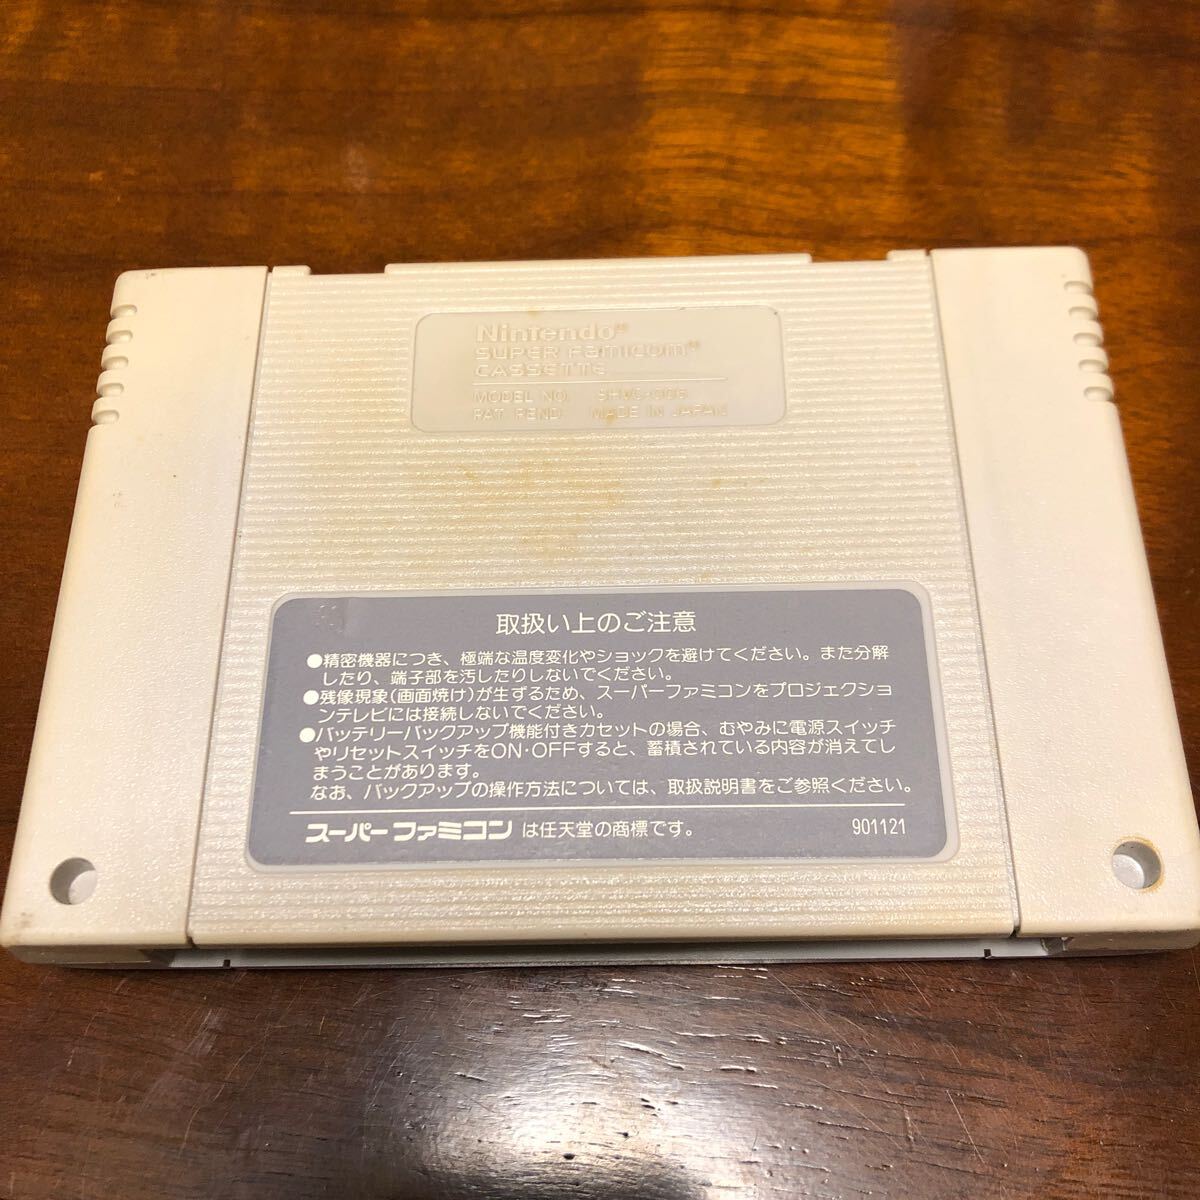 Nintendo®
SUPER Famicom®
CASSETTE
MODEL NO. SHVC-006
PAT. PEND. MADE IN JAPAN
取扱い上のご注意
●精密機器につき、極端な温度変化やショックを避けてください。また分解
したり、端子部を汚したりしないでください。
●残像現象(画面焼け)が生ずるため、スーパーファミコンをプロジェクショ
ンテレビには接続しないでください。
●バッテリーバックアップ機能付きカセットの場合、むやみに電源スイッチ
やリセットスイッチをON・OFFすると、蓄積されている内容が消えてし
まうことがあります。
なお、バックアップの操作方法については、取扱説明書をご参照ください。
スーパーファミコン は任天堂の商標です。 901121